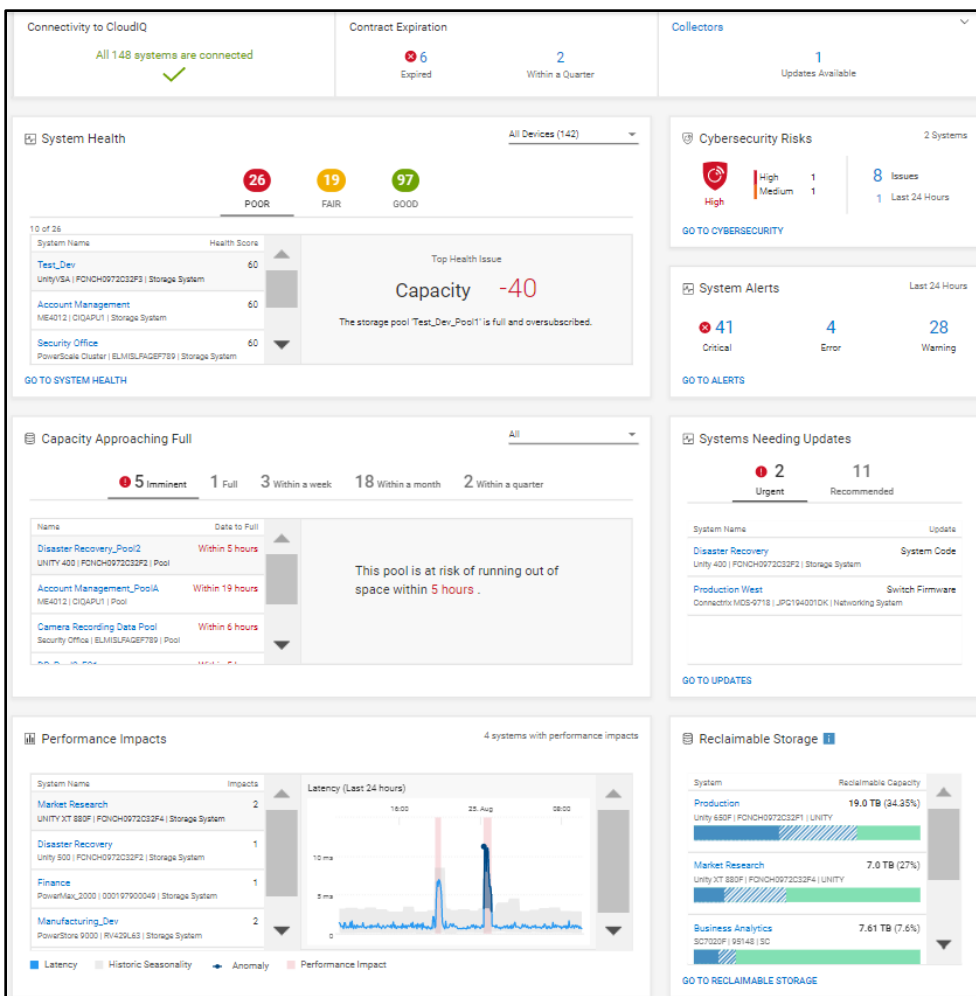 Connectivity to CloudIQ
All 148 systems are connected
Contract Expiration
6
Expired
2
Within a Quarter
Collectors
1
Updates Available
System Health
All Devices (142)
26
POOR
19
FAIR
97
GOOD
10 of 26
System Name Health Score
Test_Dev 60
UnityVSA | FCNCH0972C32F3 | Storage System
Account Management 60
ME4012 | CIQAPU1 | Storage System
Security Office 60
PowerScale Cluster | ELMISLFAGEF789 | Storage System
Top Health Issue
Capacity -40
The storage pool 'Test_Dev_Pool1' is full and oversubscribed.
GO TO SYSTEM HEALTH
Cybersecurity Risks 2 Systems
High
High 1
Medium 1
8 Issues
1 Last 24 Hours
GO TO CYBERSECURITY
System Alerts Last 24 Hours
41
Critical
4
Error
28
Warning
GO TO ALERTS
Capacity Approaching Full
All
5 Imminent 1 Full 3 Within a week 18 Within a month 2 Within a quarter
Name Date to Full
Disaster Recovery_Pool2 Within 5 hours
UNITY 400 | FCNCH0972C32F2 | Pool
Account Management_PoolA Within 19 hours
ME4012 | CIQAPU1 | Pool
Camera Recording Data Pool Within 6 hours
Security Office | ELMISLFAGEF789 | Pool
This pool is at risk of running out of
space within 5 hours .
Systems Needing Updates
2
Urgent
11
Recommended
System Name Update
Disaster Recovery System Code
Unity 400 | FCNCH0972C32F2 | Storage System
Production West Switch Firmware
Connectrix MDS-9718 | JPG194001DK | Networking System
GO TO UPDATES
Performance Impacts 4 systems with performance impacts
System Name Impacts
Market Research 2
UNITY XT 880F | FCNCH0972C32F4 | Storage System
Disaster Recovery 1
Unity 500 | FCNCH0972C32F2 | Storage System
Finance 1
PowerMax_2000 | 000197900049 | Storage System
Manufacturing_Dev 2
PowerStore 9000 | RV429L63 | Storage System
Latency (Last 24 hours)
16:00 25. Aug 08:00
10 ms
5 ms
0
Latency Historic Seasonality Anomaly Performance Impact
Reclaimable Storage
System Reclaimable Capacity
Production 19.0 TB (34.35%)
Unity 650F | FCNCH0972C32F1 | UNITY
Market Research 7.0 TB (27%)
Unity XT 880F | FCNCH0972C32F4 | UNITY
Business Analytics 7.61 TB (7.6%)
SC7020F | 95148 | SC
GO TO RECLAIMABLE STORAGE